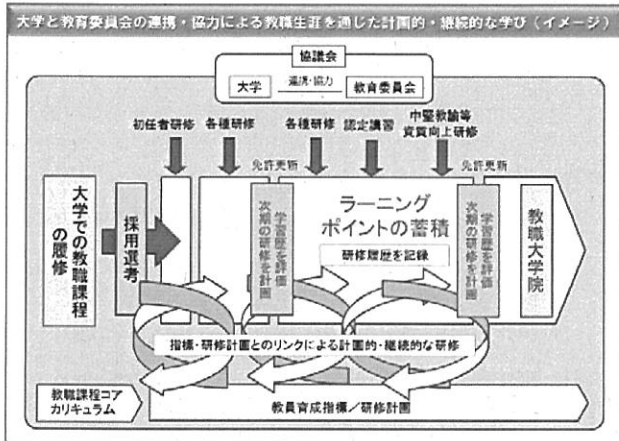 大学と教育委員会の連携・協力による教職生涯を通じた計画的・継続的な学び（イメージ）
協議会
大学
連携・協力
教育委員会
初任者研修
各種研修
各種研修
認定講習
中堅教諭等
資質向上研修
免許更新
免許更新
大学での教職課程
の履修
採用選考
学習歴を評価
次期の研修を計画
ラーニング
ポイントの蓄積
研修履歴を記録
学習歴を評価
次期の研修を計画
教職大学院
指標・研修計画とのリンクによる計画的・継続的な研修
教職課程コア
カリキュラム
教員育成指標／研修計画